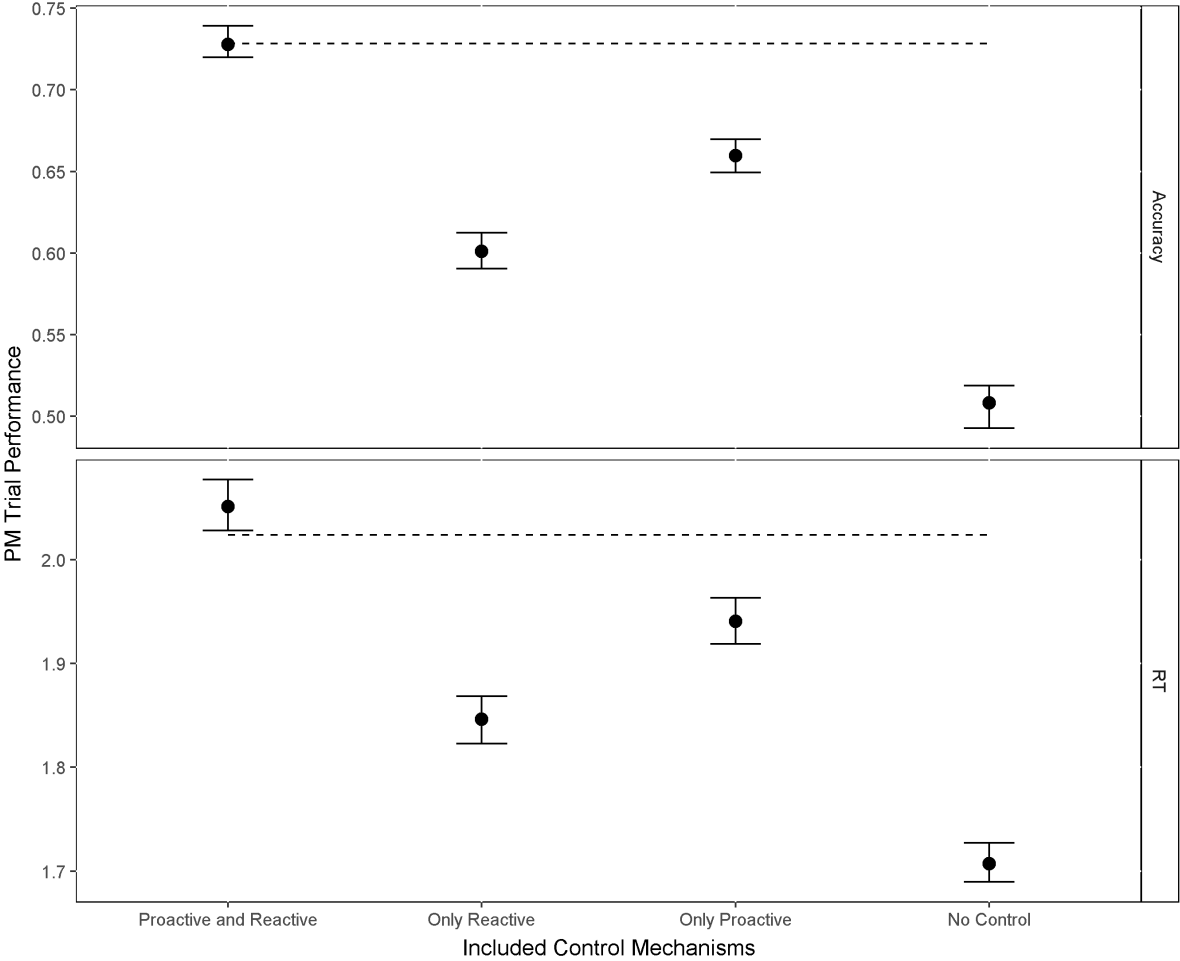 PM Trial Performance
0.75
0.70
0.65
0.60
0.55
0.50
Accuracy
2.0
1.9
1.8
1.7
RT
Proactive and Reactive
Only Reactive
Only Proactive
No Control
Included Control Mechanisms